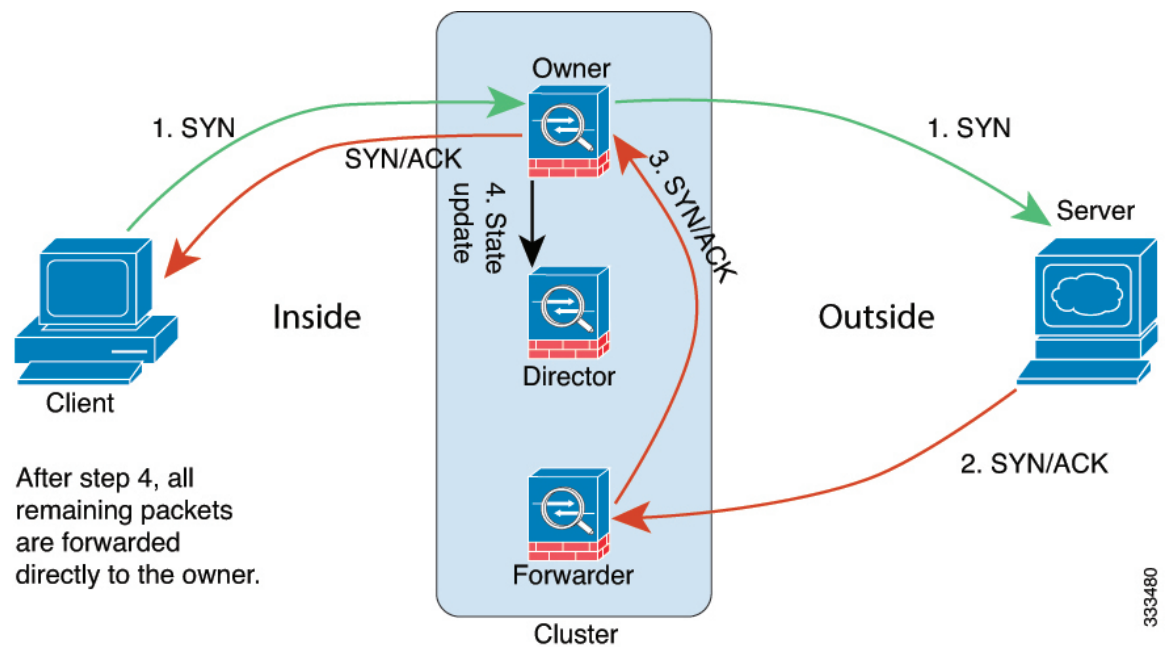 Owner
1. SYN
1. SYN
SYN/ACK
3. SYN/ACK
4. State
update
Server
Inside
Outside
Director
Client
2. SYN/ACK
After step 4, all
remaining packets
are forwarded
directly to the owner.
Forwarder
333480
Cluster